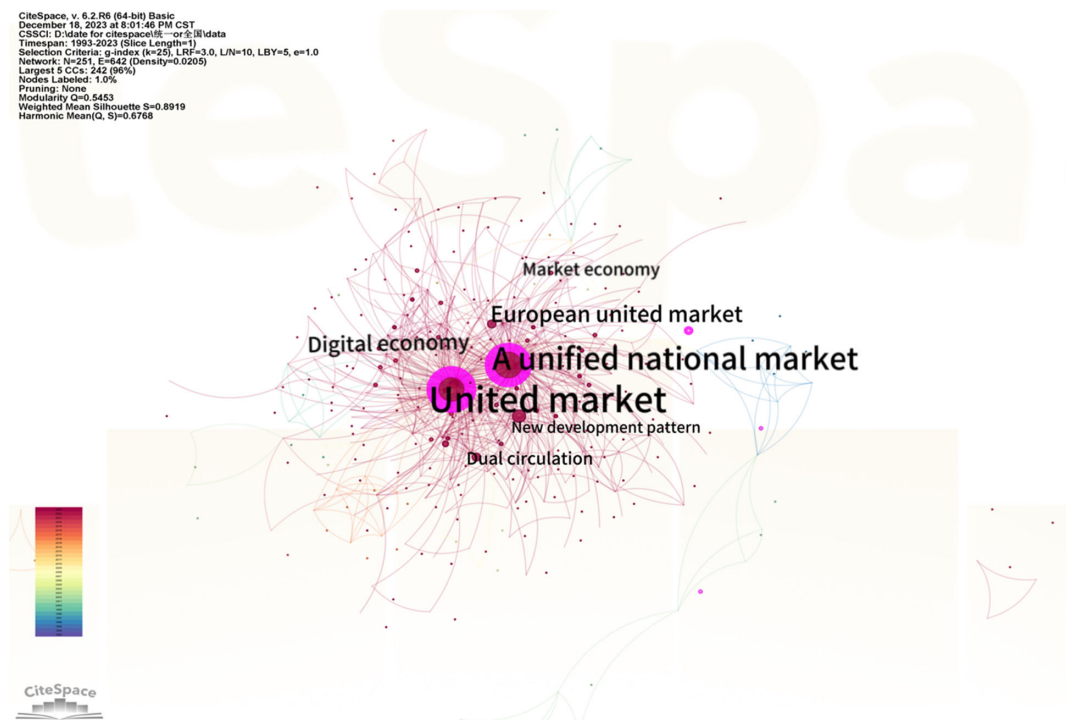 CiteSpace, v. 6.2.R6 (64-bit) Basic
December 18, 2023 at 8:01:46 PM CST
CSSCI: D:\date for citespace\统一or全国\data
Timespan: 1993-2023 (Slice Length=1)
Selection Criteria: g-index (k=25), LRF=3.0, L/N=10, LBY=5, e=1.0
Network: N=251, E=642 (Density=0.0205)
Largest 5 CCs: 242 (96%)
Nodes Labeled: 1.0%
Pruning: None
Modularity Q=0.5453
Weighted Mean Silhouette S=0.8919
Harmonic Mean(Q, S)=0.6768
teSpa
Market economy
European united market
Digital economy
A unified national market
United market
New development pattern
Dual circulation
CiteSpace